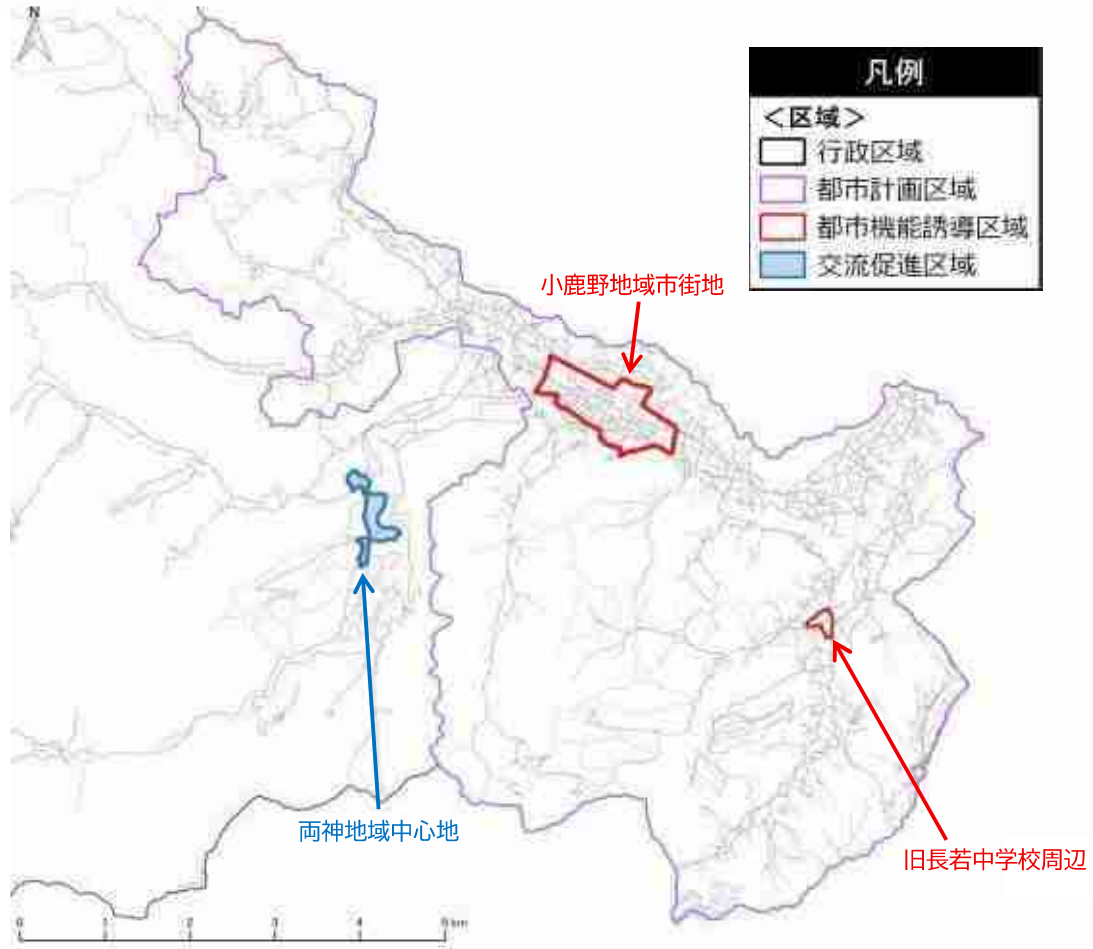 N
凡例
＜区域＞
行政区域
都市計画区域
都市機能誘導区域
交流促進区域
小鹿野地域市街地
両神地域中心地
旧長若中学校周辺
0 1 2 3 4 5 km